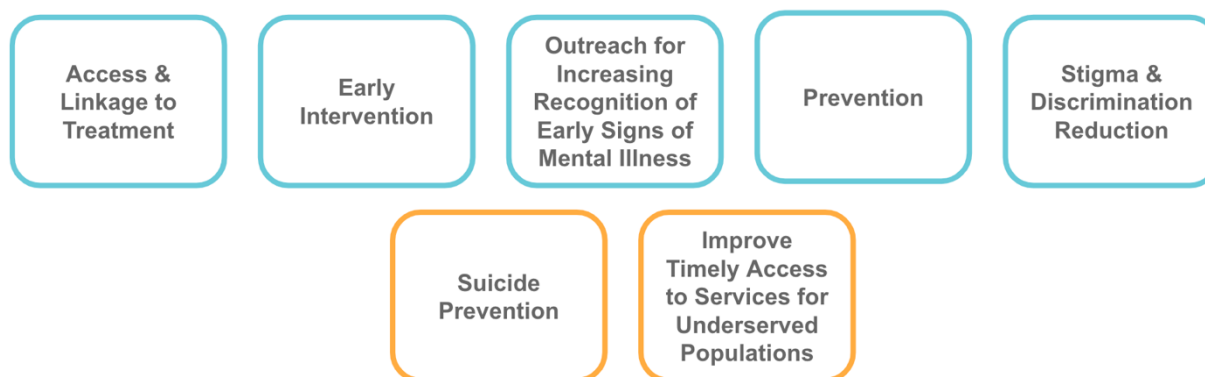 Access &
Linkage to
Treatment
Early
Intervention
Outreach for
Increasing
Recognition of
Early Signs of
Mental Illness
Prevention
Stigma &
Discrimination
Reduction
Suicide
Prevention
Improve
Timely Access
to Services for
Underserved
Populations